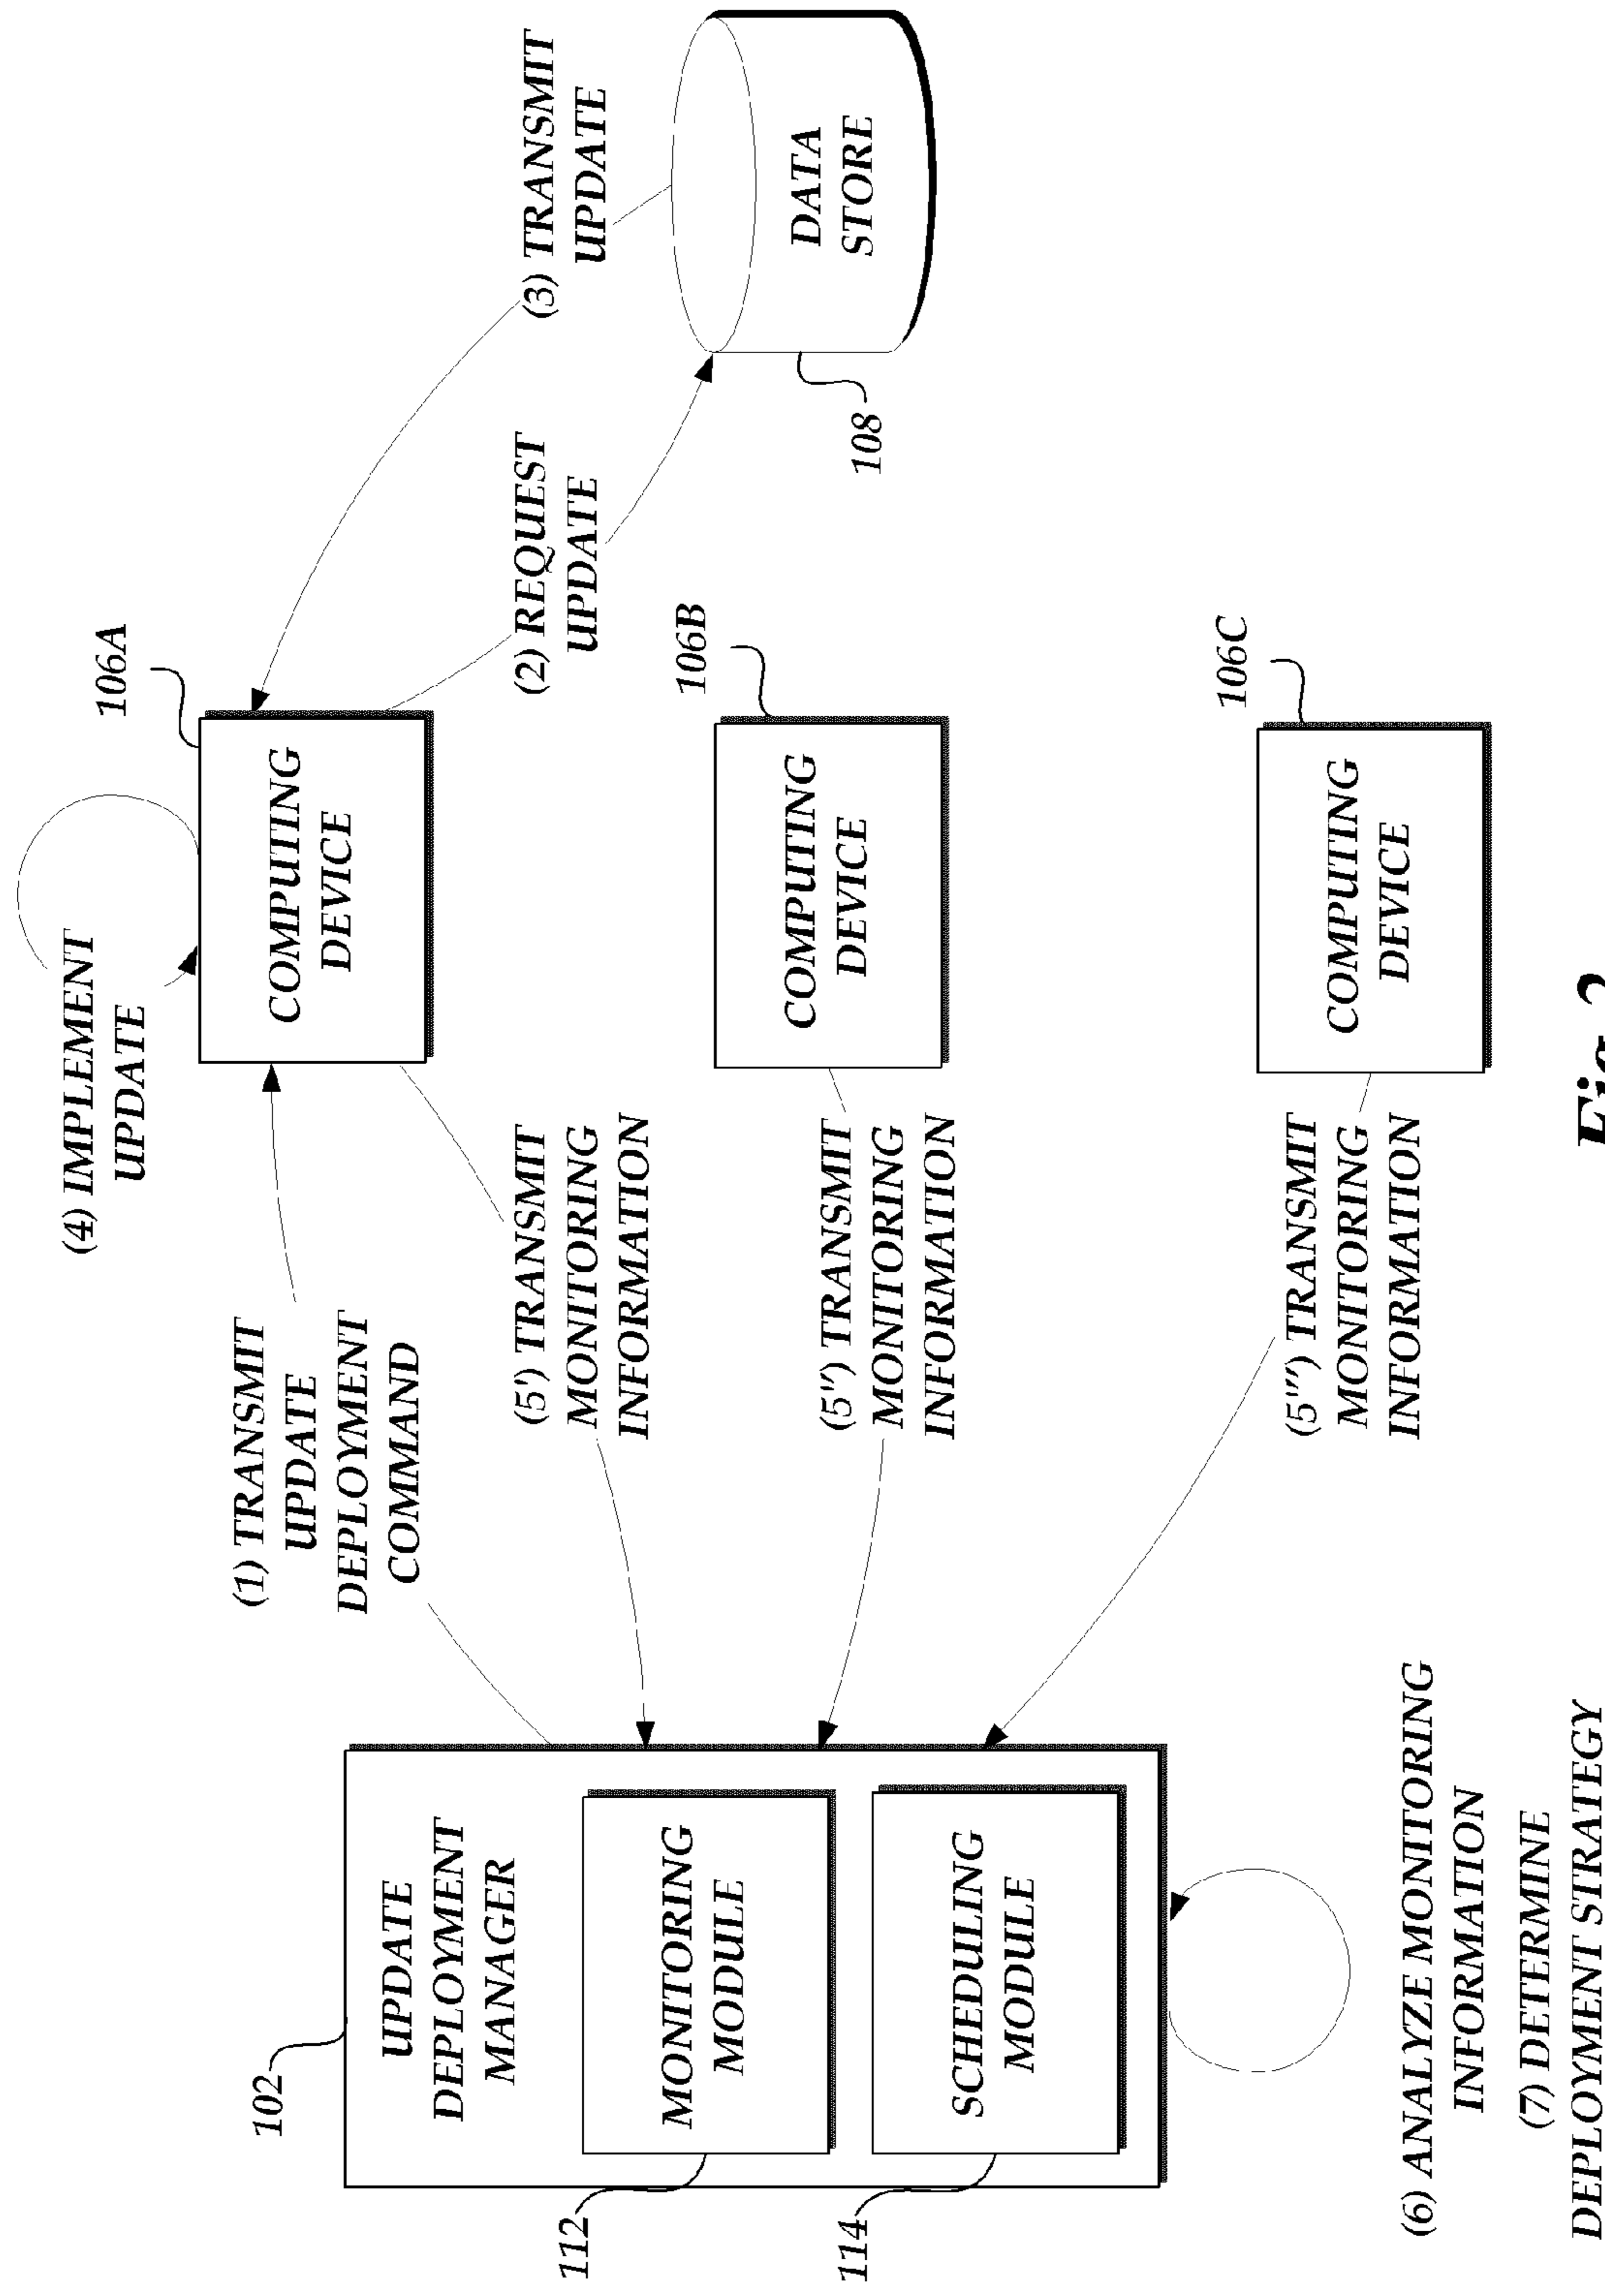 (4) IMPLEMENT
UPDATE
106A
(1) TRANSMIT
UPDATE
DEPLOYMENT
COMMAND
COMPUTING
DEVICE
(3) TRANSMIT
UPDATE
(2) REQUEST
UPDATE
102
UPDATE
DEPLOYMENT
MANAGER
(5') TRANSMIT
MONITORING
INFORMATION
106B
DATA
STORE
108
112
MONITORING
MODULE
(5'') TRANSMIT
MONITORING
INFORMATION
COMPUTING
DEVICE
114
SCHEDULING
MODULE
106C
(5''') TRANSMIT
MONITORING
INFORMATION
COMPUTING
DEVICE
(6) ANALYZE MONITORING
INFORMATION
(7) DETERMINE
DEPLOYMENT STRATEGY